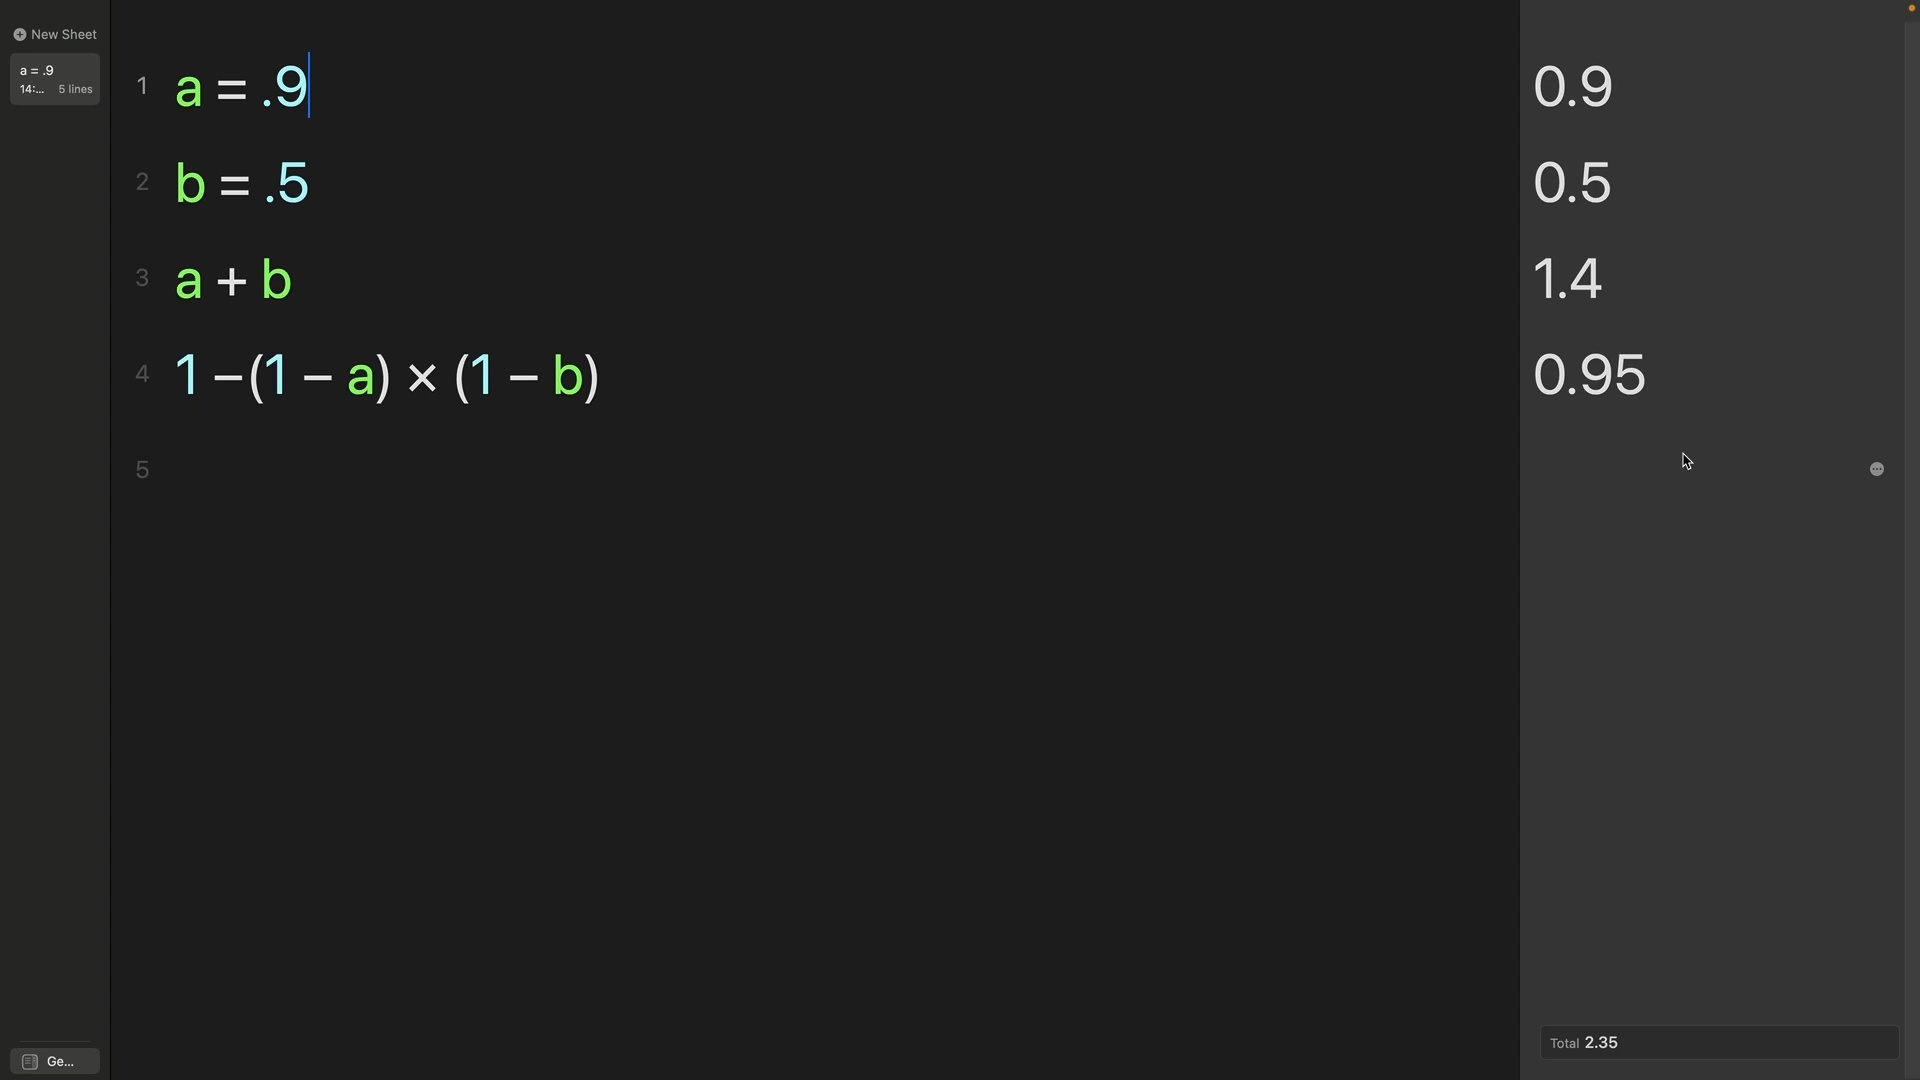 New Sheet
a = .9
14:... 5 lines
1 a = .9 0.9
2 b = .5 0.5
3 a + b 1.4
4 1 –(1 – a) × (1 – b) 0.95
5
Ge...
Total 2.35